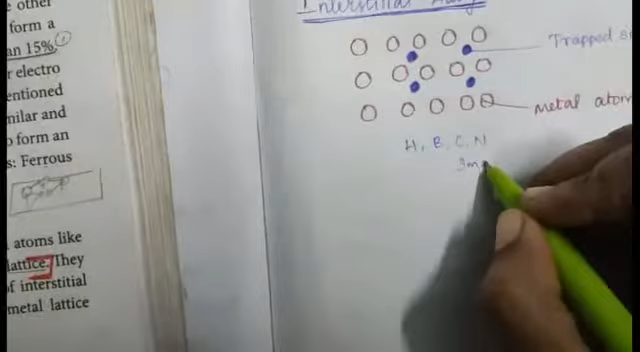 e other
form a
an 15%
r electro
entioned
milar and
o form an
s: Ferrous
atoms like
lattice. They
of interstitial
metal lattice
Interstitial
Trapped
metal atom
H, B, C, N